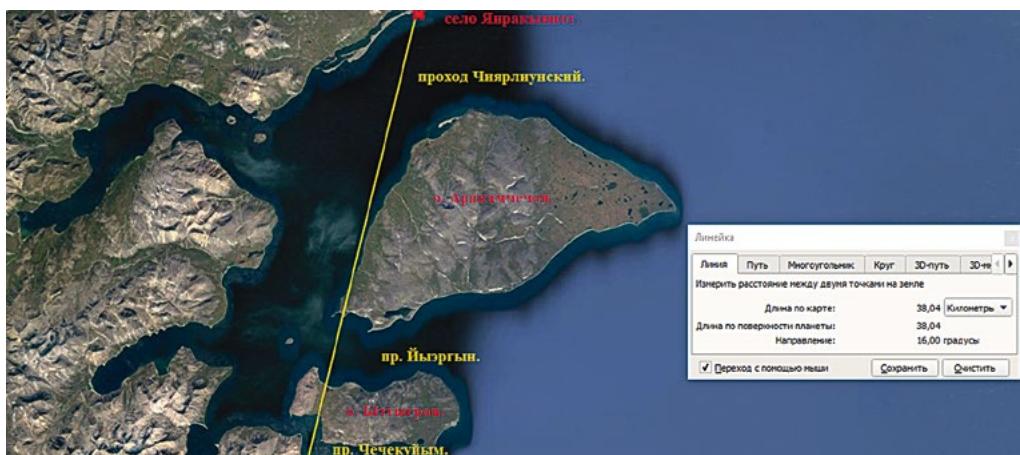 село Янракыннот.
проход Чиярлиунский.
о. Аракамчечен.
Линейка
Линия Путь Многоугольник Круг 3D-путь
Измерить расстояние между двумя точками на земле
Длина по карте: 38,04 Километры
Длина по поверхности планеты: 38,04
Направление: 16,00 градусы
пр. Йыэргын.
Переход с помощью мыши Сохранить Очистить
о. Ыттыгран.
пр. Чечекуйым.